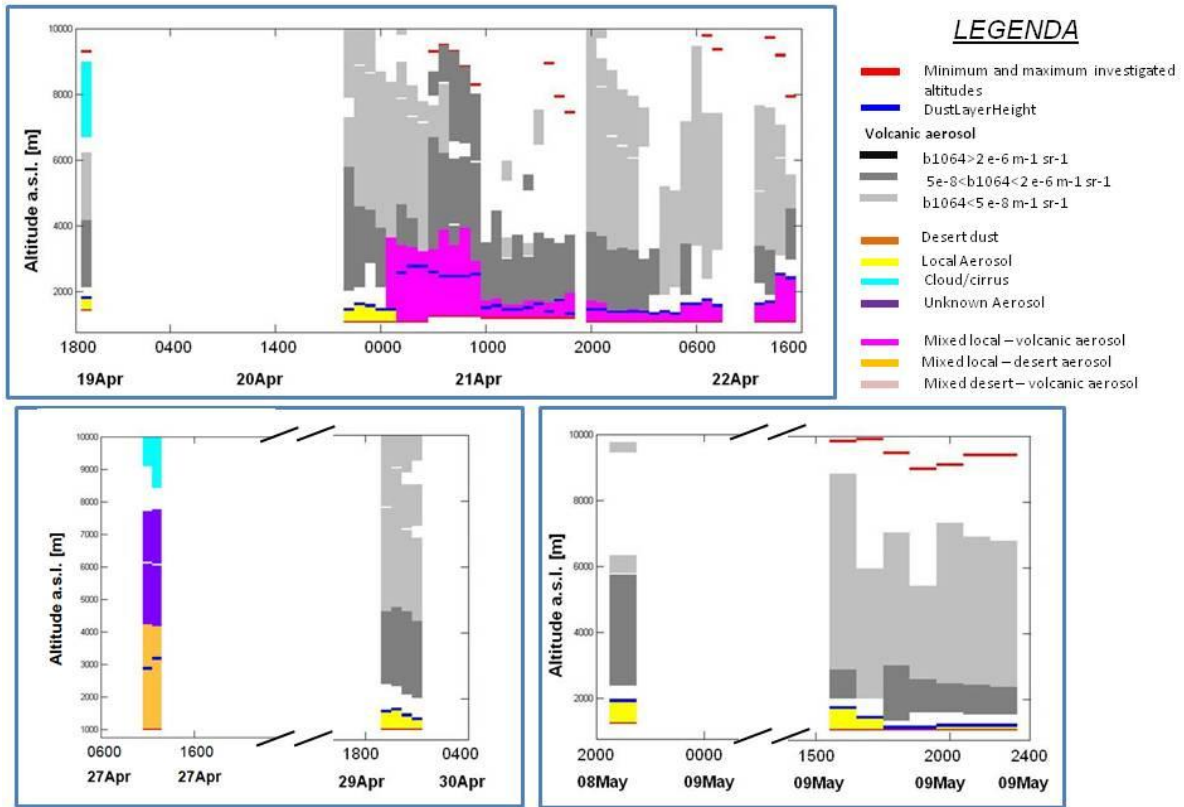 10000
8000
6000
4000
2000
Altitude a.s.l. [m]
1800 0400 1400 0000 1000 2000 0600 1600
19Apr 20Apr 21Apr 22Apr
LEGENDA
Minimum and maximum investigated
altitudes
DustLayerHeight
Volcanic aerosol
b1064>2 e-6 m-1 sr-1
5e-8<b1064<2 e-6 m-1 sr-1
b1064<5 e-8 m-1 sr-1
Desert dust
Local Aerosol
Cloud/cirrus
Unknown Aerosol
Mixed local – volcanic aerosol
Mixed local – desert aerosol
Mixed desert – volcanic aerosol
10000
9000
8000
7000
6000
5000
4000
3000
2000
1000
Altitude a.s.l. [m]
0600 1600 1800 0400
27Apr 27Apr 29Apr 30Apr
10000
8000
6000
4000
2000
Altitude a.s.l. [m]
2000 0000 1500 2000 2400
08May 09May 09May 09May 09May